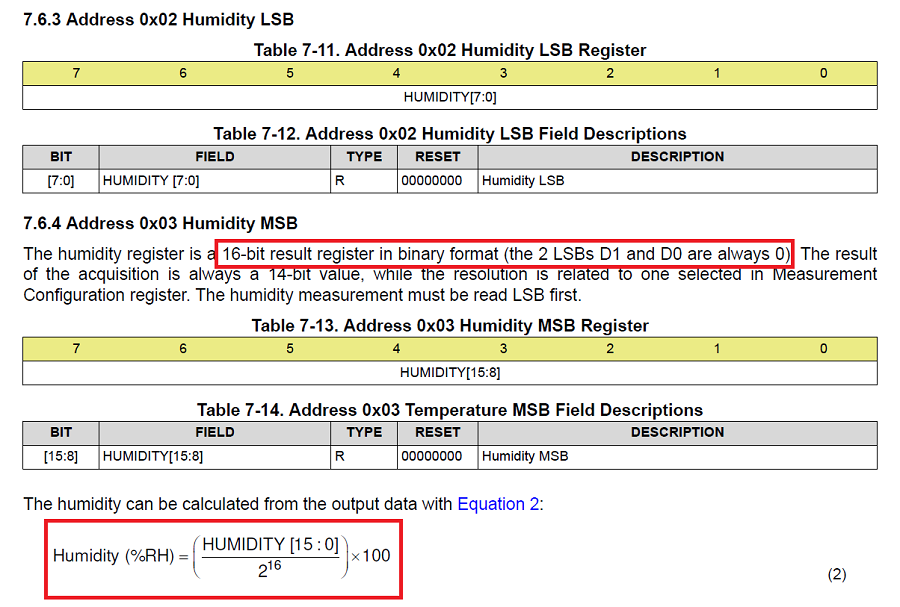 7.6.3 Address 0x02 Humidity LSB
Table 7-11. Address 0x02 Humidity LSB Register
7 6 5 4 3 2 1 0
HUMIDITY[7:0]
Table 7-12. Address 0x02 Humidity LSB Field Descriptions
BIT FIELD TYPE RESET DESCRIPTION
[7:0] HUMIDITY [7:0] R 00000000 Humidity LSB
7.6.4 Address 0x03 Humidity MSB
The humidity register is a 16-bit result register in binary format (the 2 LSBs D1 and D0 are always 0). The result
of the acquisition is always a 14-bit value, while the resolution is related to one selected in Measurement
Configuration register. The humidity measurement must be read LSB first.
Table 7-13. Address 0x03 Humidity MSB Register
7 6 5 4 3 2 1 0
HUMIDITY[15:8]
Table 7-14. Address 0x03 Temperature MSB Field Descriptions
BIT FIELD TYPE RESET DESCRIPTION
[15:8] HUMIDITY[15:8] R 00000000 Humidity MSB
The humidity can be calculated from the output data with Equation 2:
Humidity (%RH) = (HUMIDITY [15 : 0] / 2^16) × 100
(2)